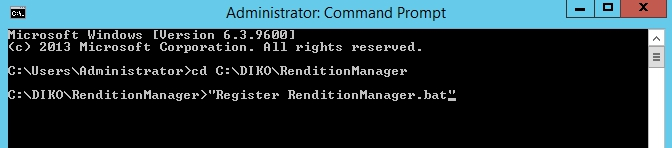 Administrator: Command Prompt
Microsoft Windows [Version 6.3.9600]
(c) 2013 Microsoft Corporation. All rights reserved.
C:\Users\Administrator>cd C:\DIKO\RenditionManager
C:\DIKO\RenditionManager>"Register RenditionManager.bat"